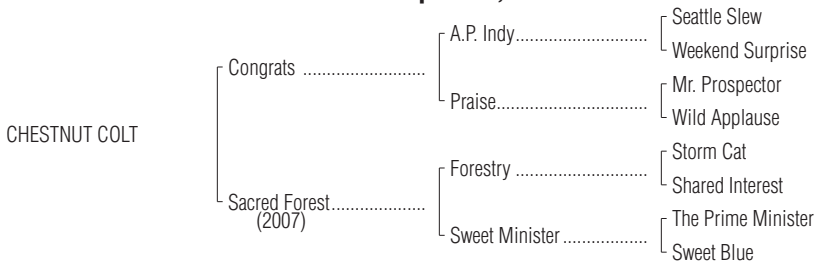 Seattle Slew
A.P. Indy
Weekend Surprise
Congrats
Mr. Prospector
Praise
Wild Applause
CHESTNUT COLT
Storm Cat
Forestry
Shared Interest
Sacred Forest
(2007)
The Prime Minister
Sweet Minister
Sweet Blue